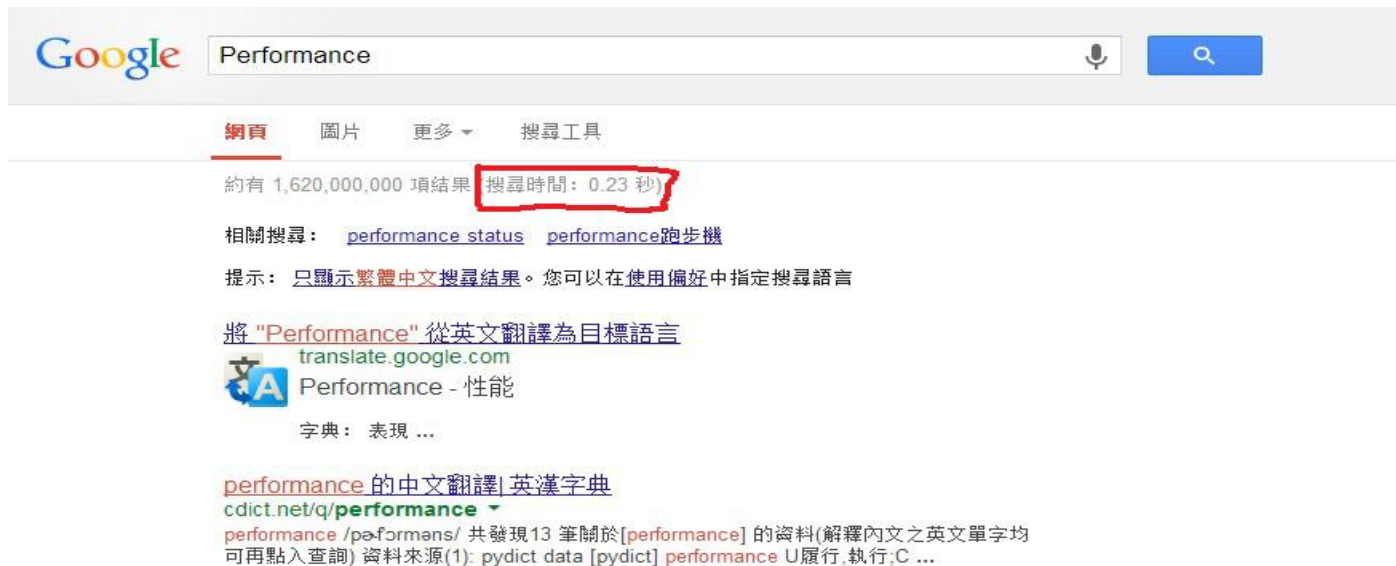 Google Performance
網頁 圖片 更多 搜尋工具
約有 1,620,000,000 項結果 (搜尋時間：0.23 秒)
相關搜尋： performance status performance跑步機
提示： 只顯示繁體中文搜尋結果。您可以在使用偏好中指定搜尋語言
將 "Performance" 從英文翻譯為目標語言
translate.google.com
文 A Performance - 性能
字典： 表現 ...
performance 的中文翻譯| 英漢字典
cdict.net/q/performance
performance /pɚfɔrməns/ 共發現13 筆關於[performance] 的資料(解釋內文之英文單字均
可再點入查詢) 資料來源(1): pydict data [pydict] performance U履行,執行;C ...